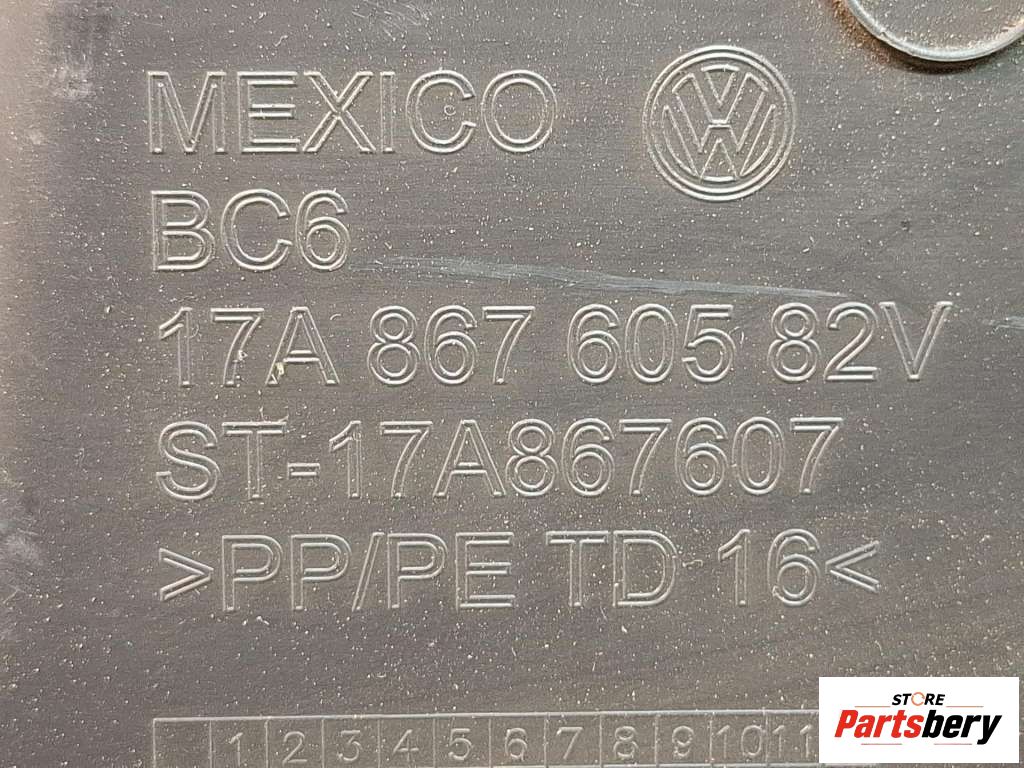 MEXICO
BC6
17A 867 605 82V
ST-17A867607
>PP/PE TD 16<
1 2 3 4 5 6 7 8 9 10 11
STORE
Partsbery